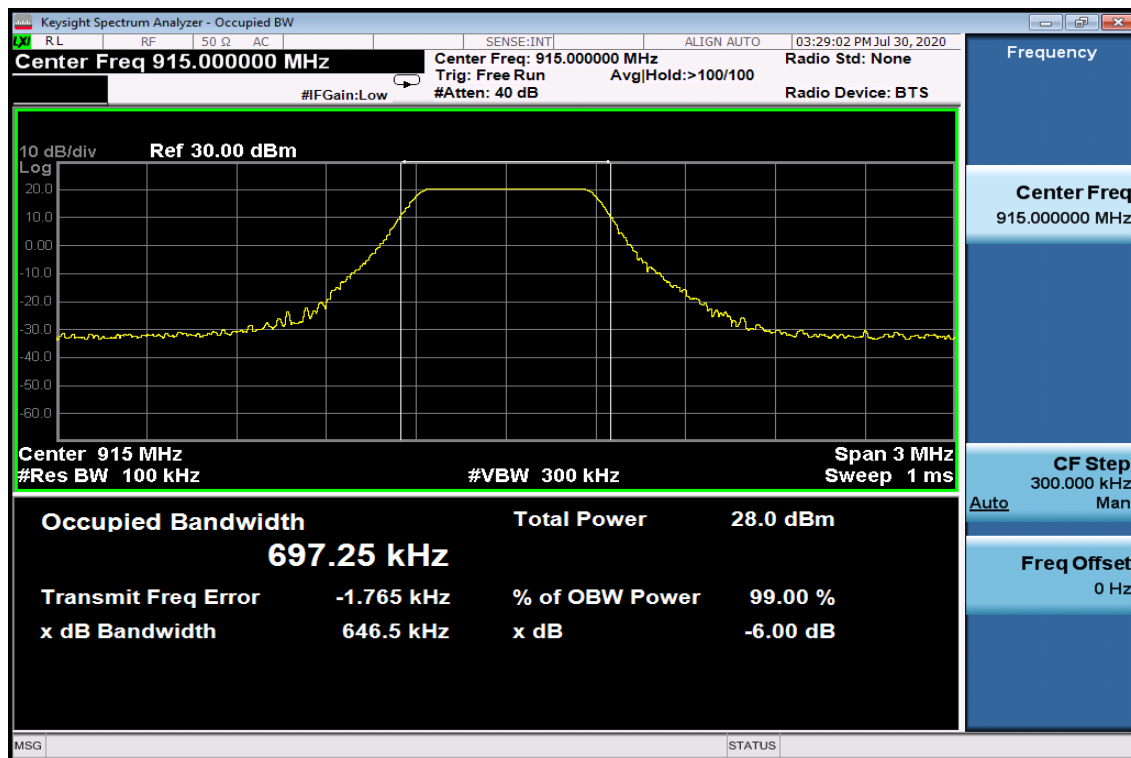 Keysight Spectrum Analyzer - Occupied BW
LXI RL RF 50 Ω AC SENSE:INT ALIGN AUTO 03:29:02 PM Jul 30, 2020
Center Freq 915.000000 MHz
Center Freq: 915.000000 MHz Radio Std: None
Trig: Free Run Avg|Hold:>100/100
#IFGain:Low #Atten: 40 dB Radio Device: BTS
10 dB/div Ref 30.00 dBm
Log
20.0
10.0
0.00
-10.0
-20.0
-30.0
-40.0
-50.0
-60.0
Center 915 MHz Span 3 MHz
#Res BW 100 kHz #VBW 300 kHz Sweep 1 ms
Occupied Bandwidth Total Power 28.0 dBm
697.25 kHz
Transmit Freq Error -1.765 kHz % of OBW Power 99.00 %
x dB Bandwidth 646.5 kHz x dB -6.00 dB
MSG STATUS
Frequency
Center Freq
915.000000 MHz
CF Step
300.000 kHz
Auto Man
Freq Offset
0 Hz